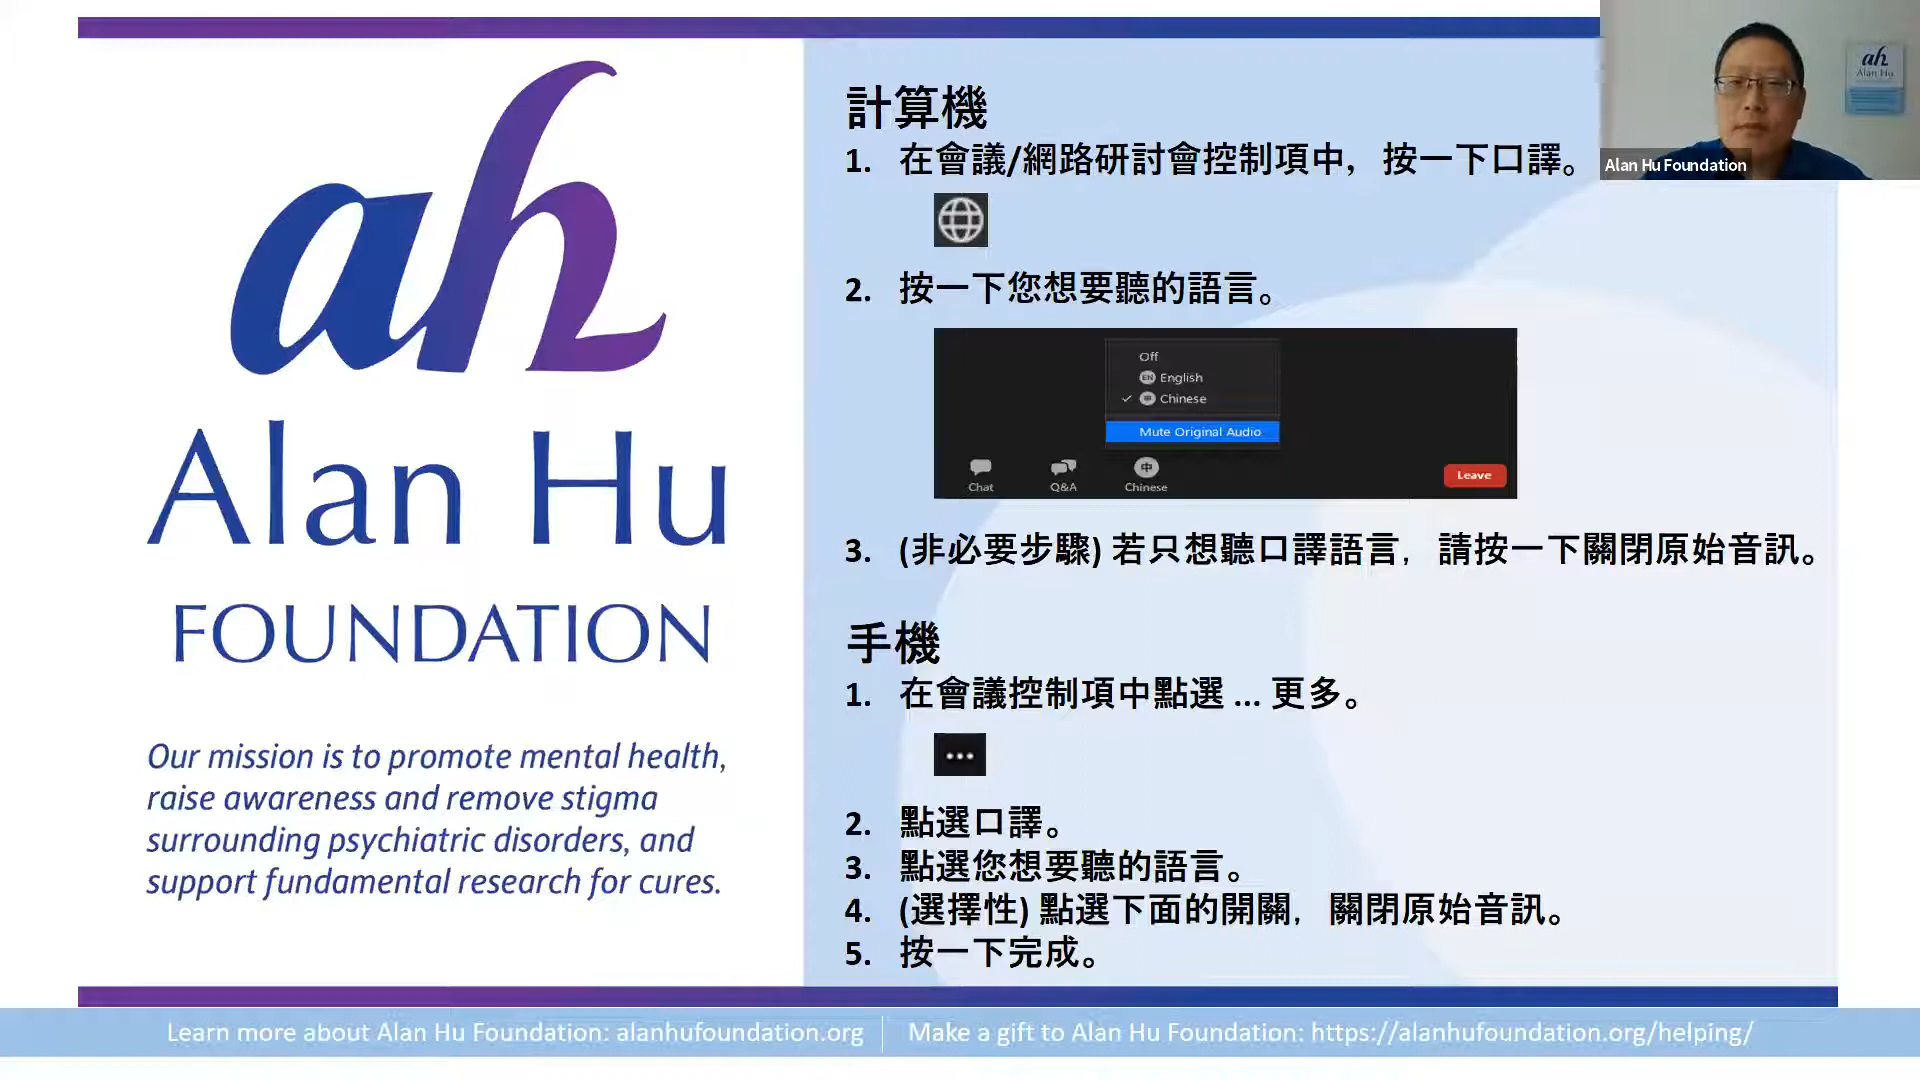 ah
Alan Hu
FOUNDATION
Our mission is to promote mental health,
raise awareness and remove stigma
surrounding psychiatric disorders, and
support fundamental research for cures.
計算機
1. 在會議/網路研討會控制項中，按一下口譯。
2. 按一下您想要聽的語言。
Off
EN English
✓ 中 Chinese
Mute Original Audio
Chat
Q&A
中
Chinese
Leave
3. (非必要步驟) 若只想聽口譯語言，請按一下關閉原始音訊。
手機
1. 在會議控制項中點選 ... 更多。
...
2. 點選口譯。
3. 點選您想要聽的語言。
4. (選擇性) 點選下面的開關，關閉原始音訊。
5. 按一下完成。
ah
Alan Hu
Alan Hu Foundation
Learn more about Alan Hu Foundation: alanhufoundation.org
Make a gift to Alan Hu Foundation: https://alanhufoundation.org/helping/